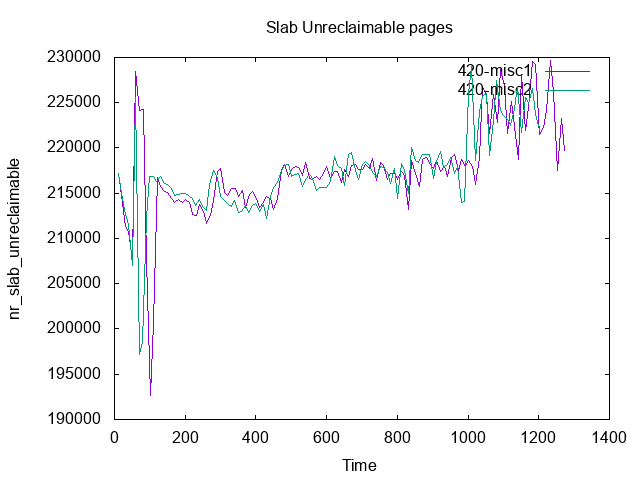 Slab Unreclaimable pages
230000
225000
220000
215000
210000
205000
200000
195000
190000
nr_slab_unreclaimable
420-misc1
420-misc2
0 200 400 600 800 1000 1200 1400
Time